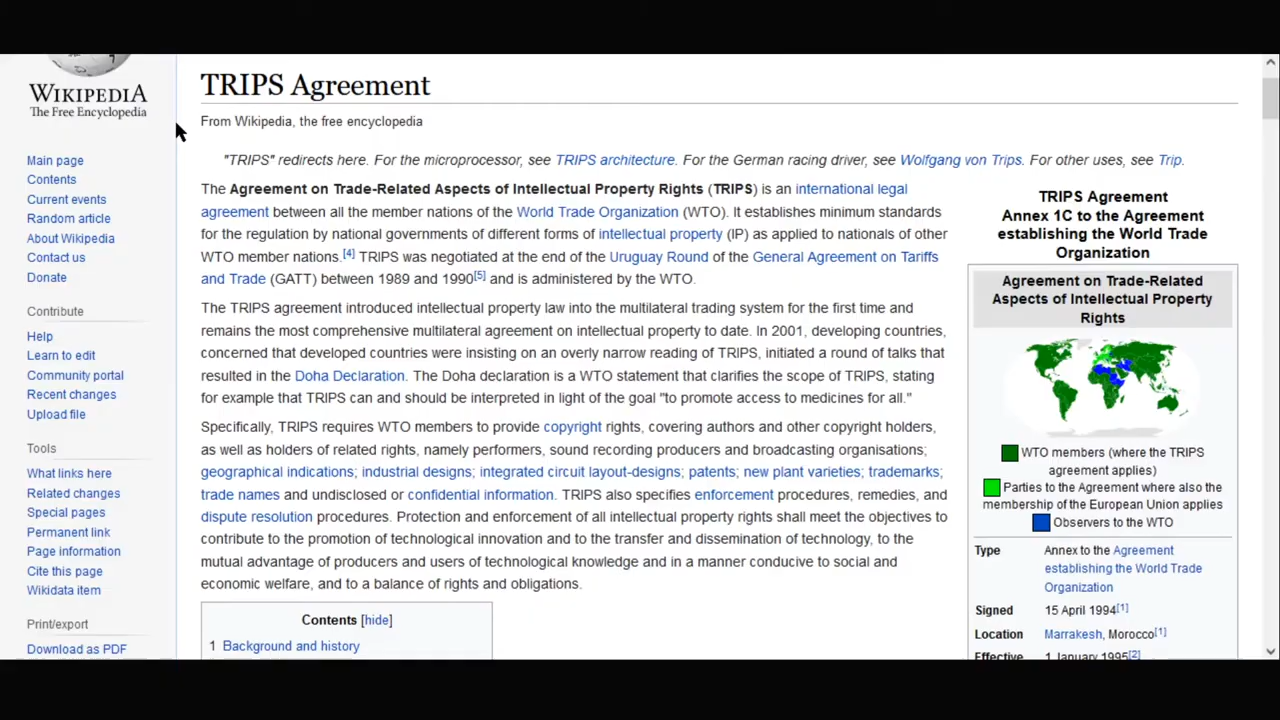 WIKIPEDIA
The Free Encyclopedia
Main page
Contents
Current events
Random article
About Wikipedia
Contact us
Donate
Contribute
Help
Learn to edit
Community portal
Recent changes
Upload file
Tools
What links here
Related changes
Special pages
Permanent link
Page information
Cite this page
Wikidata item
Print/export
Download as PDF
TRIPS Agreement
From Wikipedia, the free encyclopedia
"TRIPS" redirects here. For the microprocessor, see TRIPS architecture. For the German racing driver, see Wolfgang von Trips. For other uses, see Trip.
The Agreement on Trade-Related Aspects of Intellectual Property Rights (TRIPS) is an international legal
agreement between all the member nations of the World Trade Organization (WTO). It establishes minimum standards
for the regulation by national governments of different forms of intellectual property (IP) as applied to nationals of other
WTO member nations.[4] TRIPS was negotiated at the end of the Uruguay Round of the General Agreement on Tariffs
and Trade (GATT) between 1989 and 1990[5] and is administered by the WTO.
The TRIPS agreement introduced intellectual property law into the multilateral trading system for the first time and
remains the most comprehensive multilateral agreement on intellectual property to date. In 2001, developing countries,
concerned that developed countries were insisting on an overly narrow reading of TRIPS, initiated a round of talks that
resulted in the Doha Declaration. The Doha declaration is a WTO statement that clarifies the scope of TRIPS, stating
for example that TRIPS can and should be interpreted in light of the goal "to promote access to medicines for all."
Specifically, TRIPS requires WTO members to provide copyright rights, covering authors and other copyright holders,
as well as holders of related rights, namely performers, sound recording producers and broadcasting organisations;
geographical indications; industrial designs; integrated circuit layout-designs; patents; new plant varieties; trademarks;
trade names and undisclosed or confidential information. TRIPS also specifies enforcement procedures, remedies, and
dispute resolution procedures. Protection and enforcement of all intellectual property rights shall meet the objectives to
contribute to the promotion of technological innovation and to the transfer and dissemination of technology, to the
mutual advantage of producers and users of technological knowledge and in a manner conducive to social and
economic welfare, and to a balance of rights and obligations.
Contents [hide]
1 Background and history
TRIPS Agreement
Annex 1C to the Agreement
establishing the World Trade
Organization
Agreement on Trade-Related
Aspects of Intellectual Property
Rights
WTO members (where the TRIPS
agreement applies)
Parties to the Agreement where also the
membership of the European Union applies
Observers to the WTO
Type Annex to the Agreement
establishing the World Trade
Organization
Signed 15 April 1994[1]
Location Marrakesh, Morocco[1]
Effective 1 January 1995[2]